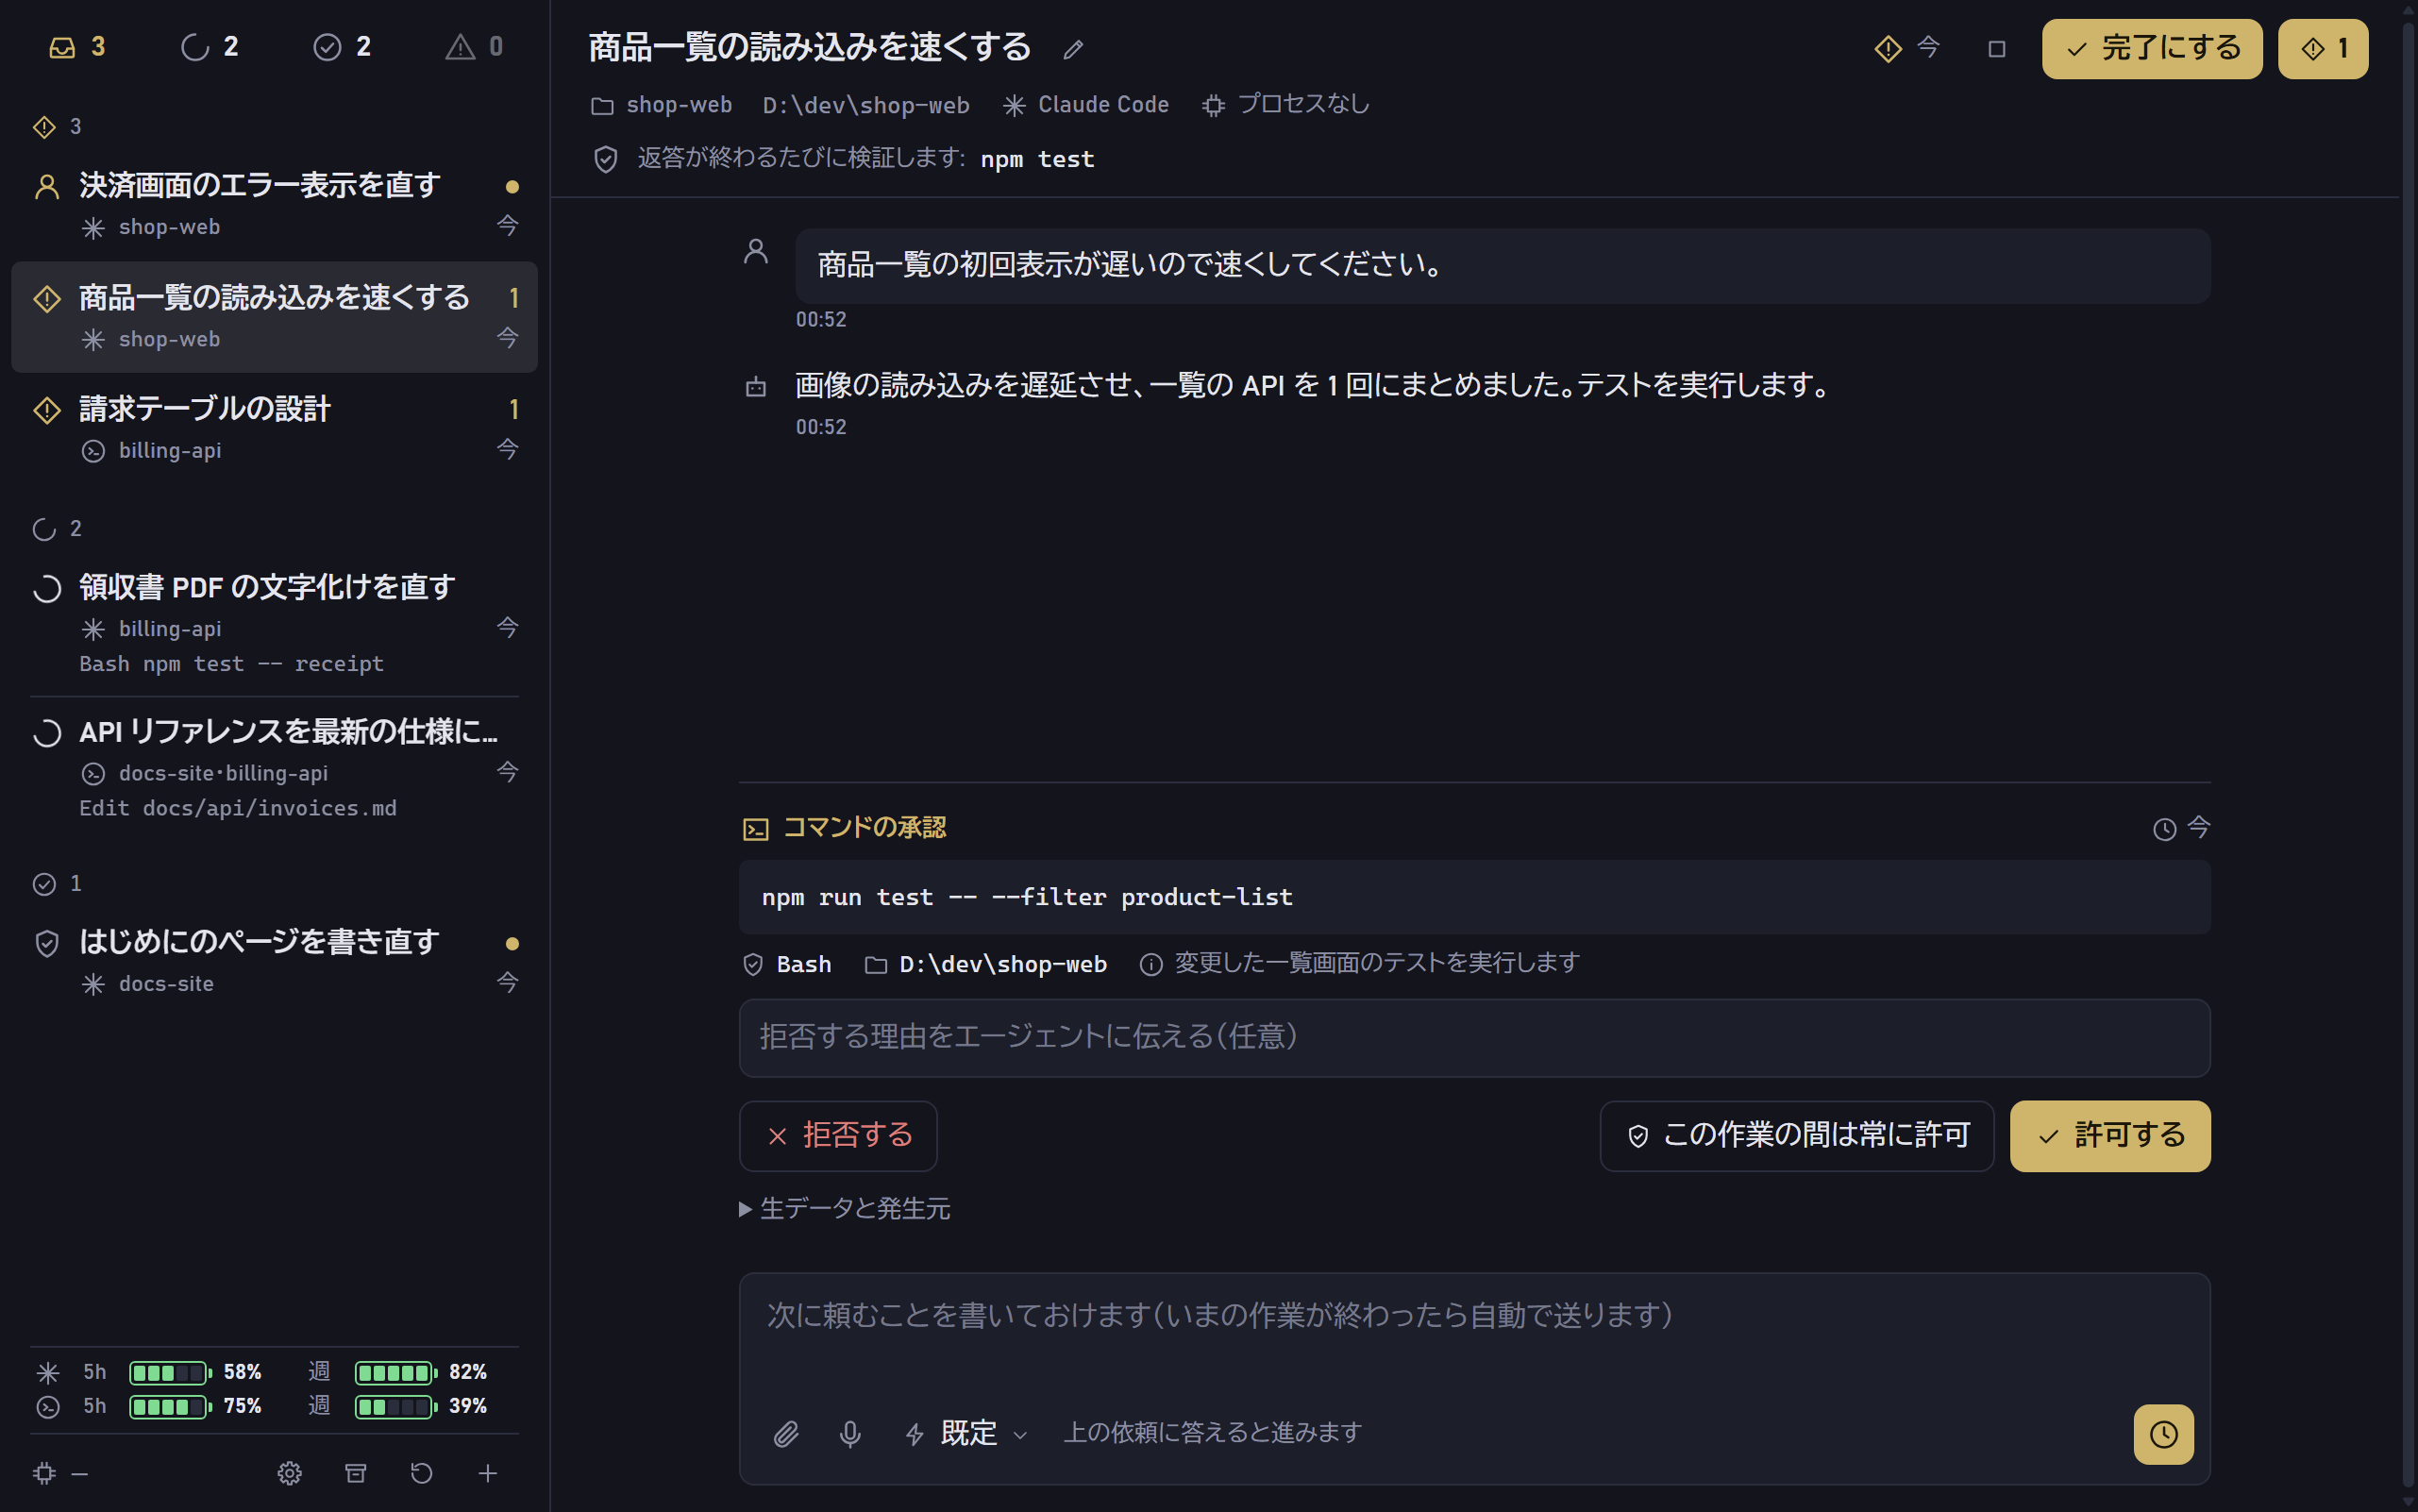 3 2 2 0
3
決済画面のエラー表示を直す
shop-web 今
商品一覧の読み込みを速くする 1
shop-web 今
請求テーブルの設計 1
billing-api 今
2
領収書 PDF の文字化けを直す
billing-api 今
Bash npm test -- receipt
API リファレンスを最新の仕様に…
docs-site・billing-api 今
Edit docs/api/invoices.md
1
はじめにのページを書き直す
docs-site 今
5h 58% 週 82%
5h 75% 週 39%
—
商品一覧の読み込みを速くする 今 完了にする 1
shop-web D:\dev\shop-web Claude Code プロセスなし
返答が終わるたびに検証します: npm test
商品一覧の初回表示が遅いので速くしてください。
00:52
画像の読み込みを遅延させ、一覧の API を 1 回にまとめました。テストを実行します。
00:52
コマンドの承認 今
npm run test -- --filter product-list
Bash D:\dev\shop-web 変更した一覧画面のテストを実行します
拒否する理由をエージェントに伝える（任意）
拒否する この作業の間は常に許可 許可する
生データと発生元
次に頼むことを書いておけます（いまの作業が終わったら自動で送ります）
既定 上の依頼に答えると進みます